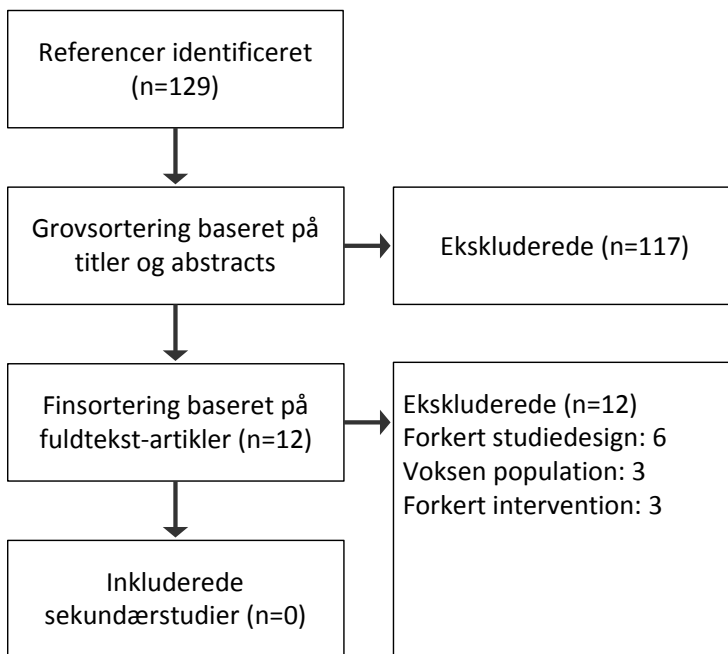 Referencer identificeret
(n=129)
Grovsortering baseret på
titler og abstracts
Ekskluderede (n=117)
Finsortering baseret på
fuldtekst-artikler (n=12)
Ekskluderede (n=12)
Forkert studiedesign: 6
Voksen population: 3
Forkert intervention: 3
Inkluderede
sekundærstudier (n=0)